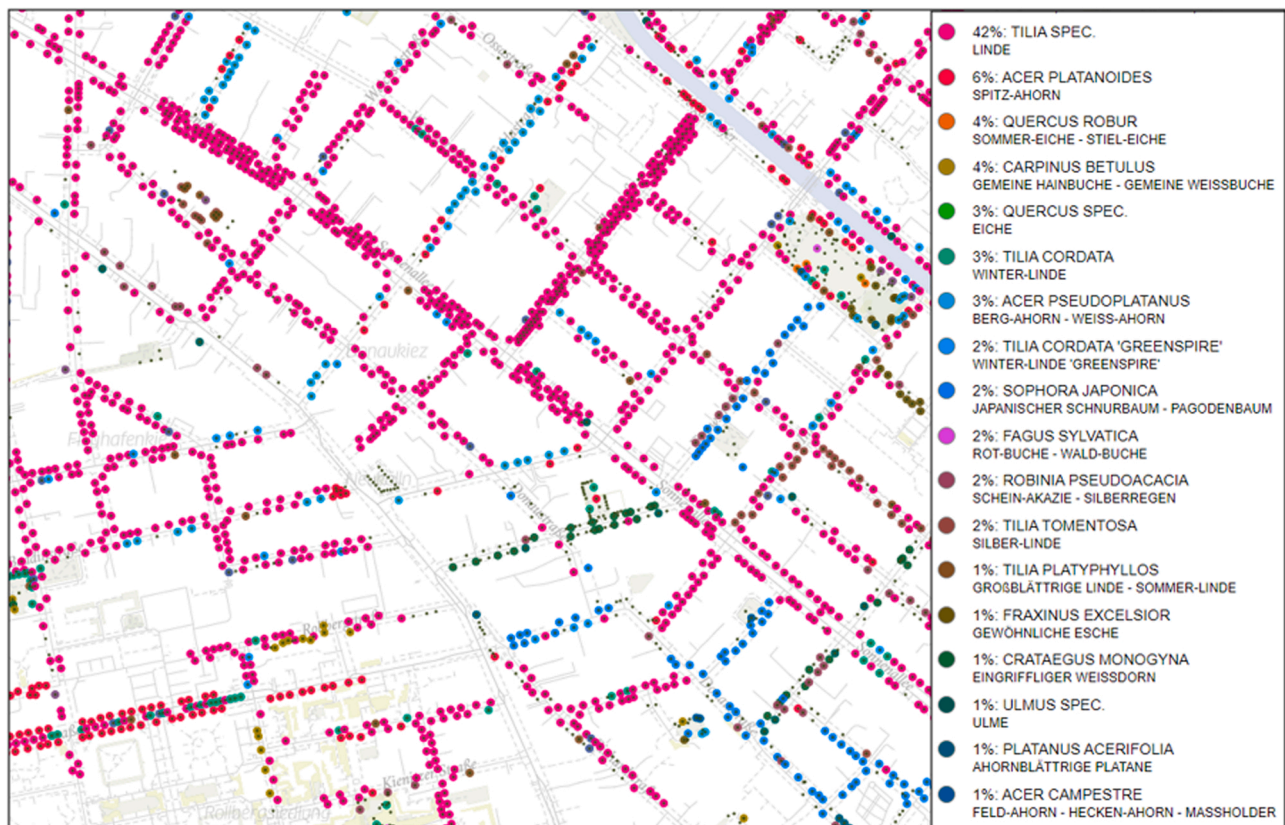 42%: TILIA SPEC.
LINDE
6%: ACER PLATANOIDES
SPITZ-AHORN
4%: QUERCUS ROBUR
SOMMER-EICHE - STIEL-EICHE
4%: CARPINUS BETULUS
GEMEINE HAINBUCHE - GEMEINE WEISSBUCHE
3%: QUERCUS SPEC.
EICHE
3%: TILIA CORDATA
WINTER-LINDE
3%: ACER PSEUDOPLATANUS
BERG-AHORN - WEISS-AHORN
2%: TILIA CORDATA 'GREENSPIRE'
WINTER-LINDE 'GREENSPIRE'
2%: SOPHORA JAPONICA
JAPANISCHER SCHNURBAUM - PAGODENBAUM
2%: FAGUS SYLVATICA
ROT-BUCHE - WALD-BUCHE
2%: ROBINIA PSEUDOACACIA
SCHEIN-AKAZIE - SILBERREGEN
2%: TILIA TOMENTOSA
SILBER-LINDE
1%: TILIA PLATYPHYLLOS
GROßBLÄTTRIGE LINDE - SOMMER-LINDE
1%: FRAXINUS EXCELSIOR
GEWÖHNLICHE ESCHE
1%: CRATAEGUS MONOGYNA
EINGRIFFLIGER WEISSDORN
1%: ULMUS SPEC.
ULME
1%: PLATANUS ACERIFOLIA
AHORNBLÄTTRIGE PLATANE
1%: ACER CAMPESTRE
FELD-AHORN - HECKEN-AHORN - MASSHOLDER
Rollbergsiedlung